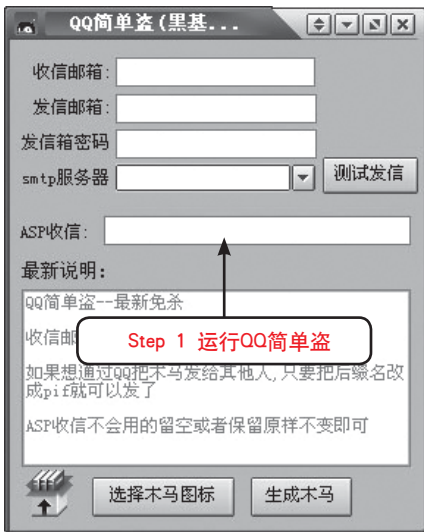 QQ简单盗(黑基...
收信邮箱:
发信邮箱:
发信箱密码
smtp服务器
测试发信
ASP收信:
最新说明:
QQ简单盗--最新免杀
收信邮
Step 1 运行QQ简单盗
如果想通过QQ把木马发给其他人,只要把后缀名改
成pif就可以发了
ASP收信不会用的留空或者保留原样不变即可
选择木马图标
生成木马